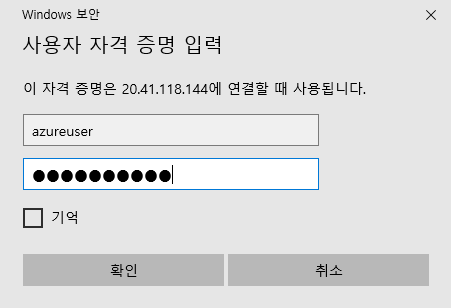 Windows 보안
사용자 자격 증명 입력
이 자격 증명은 20.41.118.144에 연결할 때 사용됩니다.
azureuser
●●●●●●●●●●
기억
확인
취소